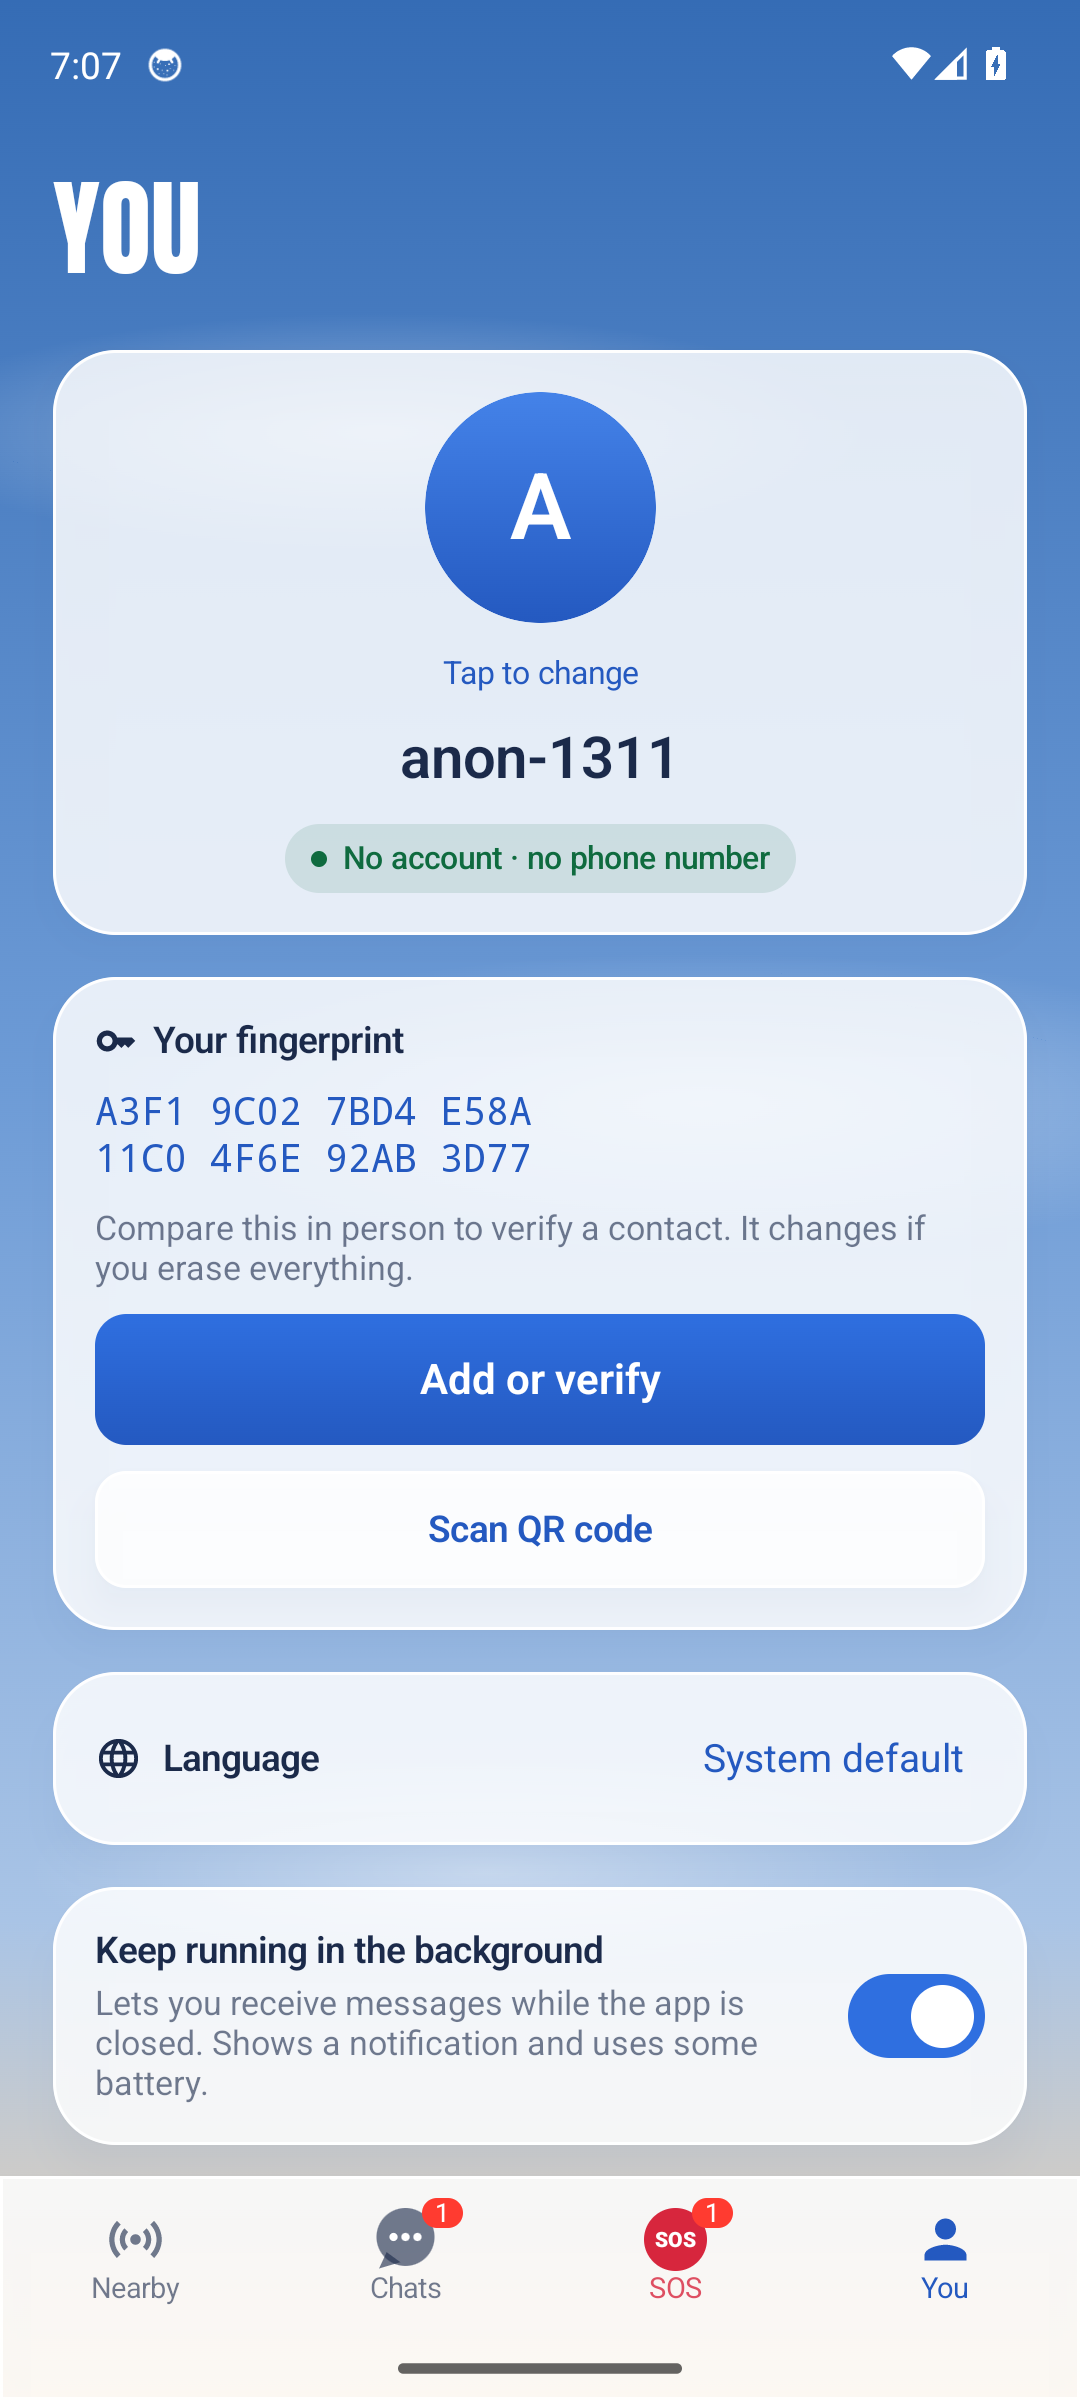 7:07
YOU
A
Tap to change
anon-1311
No account · no phone number
Your fingerprint
A3F1 9C02 7BD4 E58A
11C0 4F6E 92AB 3D77
Compare this in person to verify a contact. It changes if
you erase everything.
Add or verify
Scan QR code
Language
System default
Keep running in the background
Lets you receive messages while the app is
closed. Shows a notification and uses some
battery.
1
SOS
1
Nearby
Chats
SOS
You